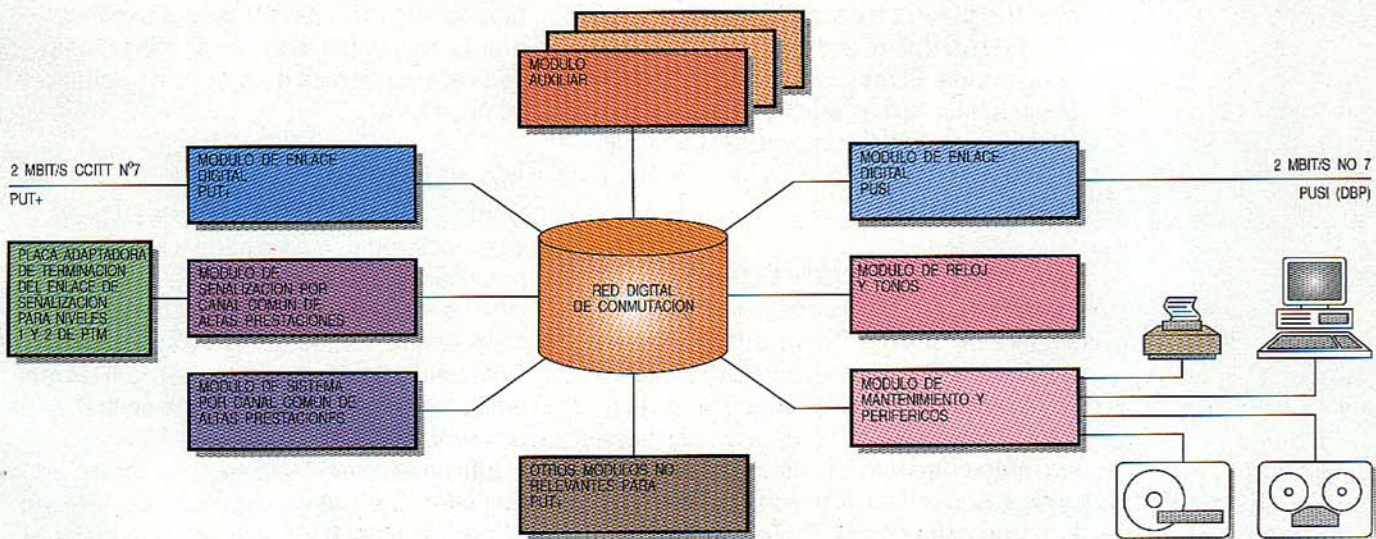 MODULO
AUXILIAR
2 MBIT/S CCITT Nº7
PUT+
MODULO DE ENLACE
DIGITAL
PUT+
MODULO DE ENLACE
DIGITAL
PUSI
2 MBIT/S NO 7
PUSI (DBP)
PLACA ADAPTADORA
DE TERMINACION
DEL ENLACE DE
SEÑALIZACION
PARA NIVELES
1 Y 2 DE PTM
MODULO DE
SEÑALIZACION POR
CANAL COMUN DE
ALTAS PRESTACIONES
RED DIGITAL
DE CONMUTACION
MODULO DE RELOJ
Y TONOS
MODULO DE SISTEMA
POR CANAL COMUN DE
ALTAS PRESTACIONES
MODULO DE
MANTENIMIENTO Y
PERIFERICOS
OTROS MODULOS NO
RELEVANTES PARA
PUT+